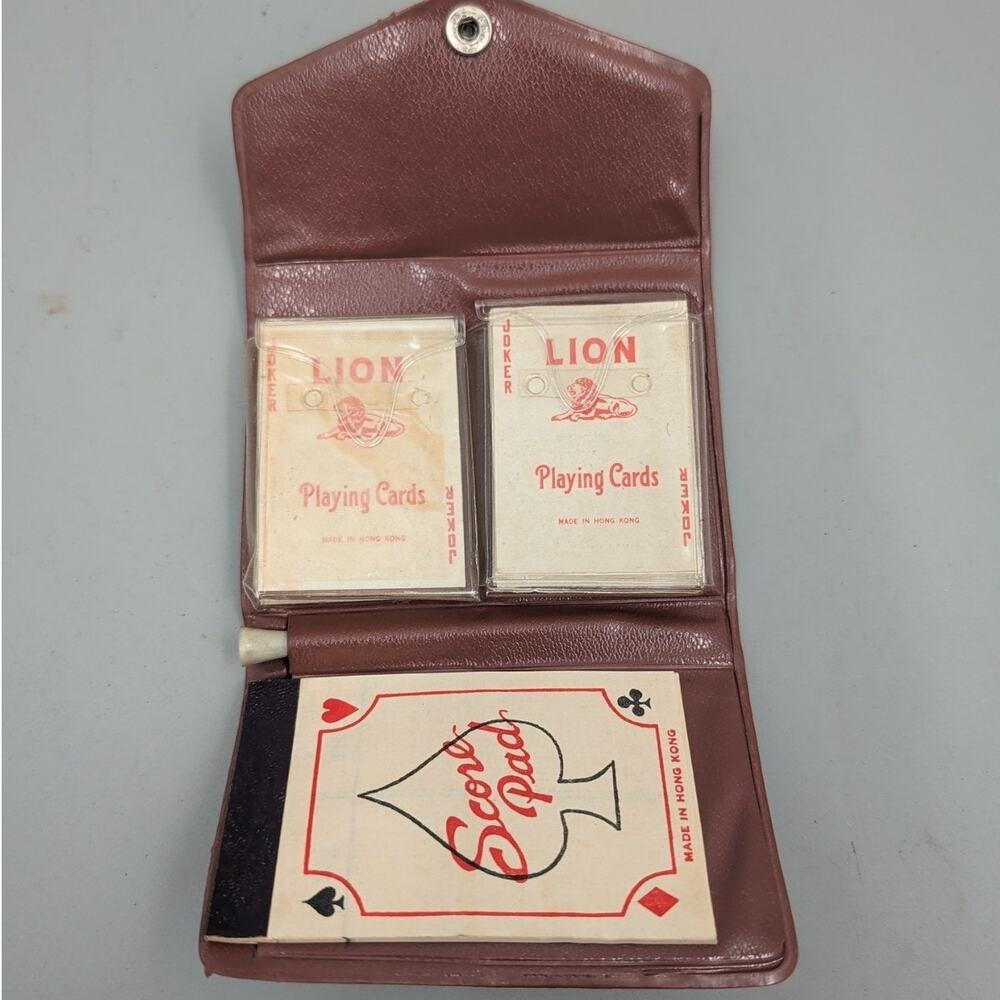 JOKER
LION
Playing Cards
MADE IN HONG KONG
JOKER
JOKER
LION
Playing Cards
MADE IN HONG KONG
JOKER
Score
Pad
MADE IN HONG KONG